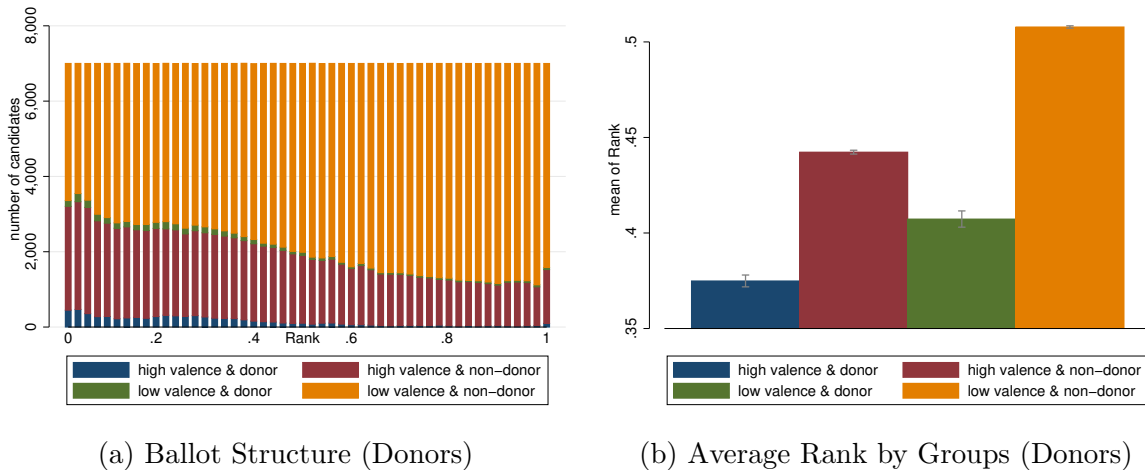 8,000
6,000
4,000
2,000
0
number of candidates
0 .2 .4 .6 .8 1
Rank
high valence & donor high valence & non−donor
low valence & donor low valence & non−donor
(a) Ballot Structure (Donors)
.5
.45
.4
.35
mean of Rank
high valence & donor high valence & non−donor
low valence & donor low valence & non−donor
(b) Average Rank by Groups (Donors)